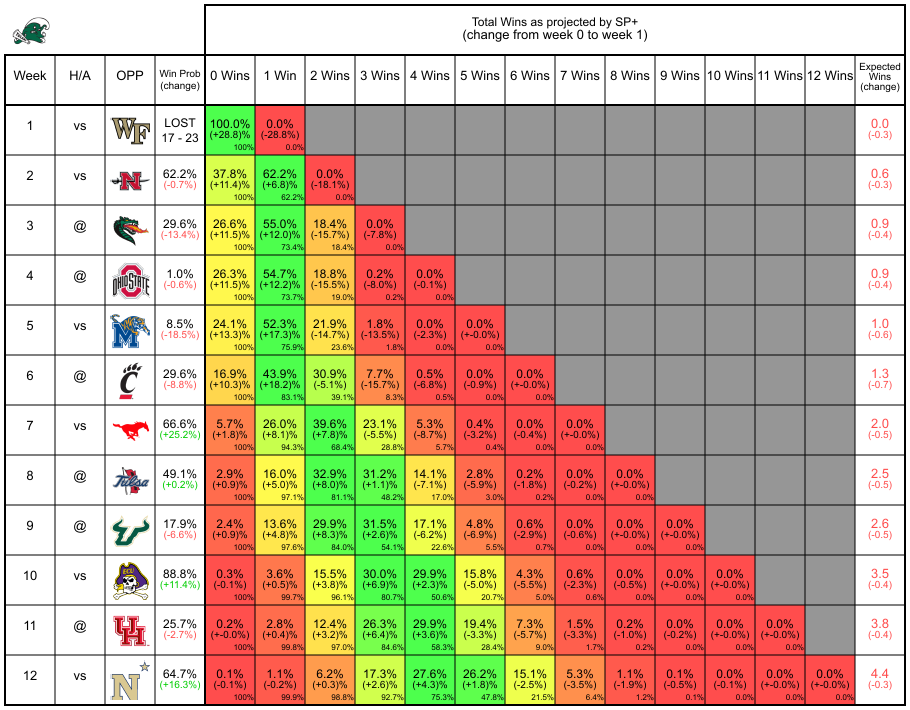 Total Wins as projected by SP+
(change from week 0 to week 1)
Week H/A OPP Win Prob (change) 0 Wins 1 Win 2 Wins 3 Wins 4 Wins 5 Wins 6 Wins 7 Wins 8 Wins 9 Wins 10 Wins 11 Wins 12 Wins Expected Wins (change)
1 vs WF LOST 100.0% 0.0% 0.0
17 - 23 (+28.8)% (-28.8%) (-0.3)
100% 0.0%
2 vs N 62.2% 37.8% 62.2% 0.0% 0.6
(-0.7%) (+11.4)% (+6.8)% (-18.1%) (-0.3)
100% 62.2% 0.0%
3 @ 29.6% 26.6% 55.0% 18.4% 0.0% 0.9
(-13.4%) (+11.5)% (+12.0)% (-15.7%) (-7.8%) (-0.4)
100% 73.4% 18.4% 0.0%
4 @ OHIO STATE 1.0% 26.3% 54.7% 18.8% 0.2% 0.0% 0.9
(-0.6%) (+11.5)% (+12.2)% (-15.5%) (-8.0%) (-0.1%) (-0.4)
100% 73.7% 19.0% 0.2% 0.0%
5 vs M 8.5% 24.1% 52.3% 21.9% 1.8% 0.0% 0.0% 1.0
(-18.5%) (+13.3)% (+17.3)% (-14.7%) (-13.5%) (-2.3%) (+-0.0%) (-0.6)
100% 75.9% 23.6% 1.8% 0.0% 0.0%
6 @ C 29.6% 16.9% 43.9% 30.9% 7.7% 0.5% 0.0% 0.0% 1.3
(-8.8%) (+10.3)% (+18.2)% (-5.1%) (-15.7%) (-6.8%) (-0.9%) (+-0.0%) (-0.7)
100% 83.1% 39.1% 8.3% 0.5% 0.0% 0.0%
7 vs 66.6% 5.7% 26.0% 39.6% 23.1% 5.3% 0.4% 0.0% 0.0% 2.0
(+25.2%) (+1.8)% (+8.1)% (+7.8)% (-5.5%) (-8.7%) (-3.2%) (-0.4%) (+-0.0%) (-0.5)
100% 94.3% 68.4% 28.8% 5.7% 0.4% 0.0% 0.0%
8 @ Tulsa 49.1% 2.9% 16.0% 32.9% 31.2% 14.1% 2.8% 0.2% 0.0% 0.0% 2.5
(+0.2%) (+0.9)% (+5.0)% (+8.0)% (+1.1)% (-7.1%) (-5.9%) (-1.8%) (-0.2%) (+-0.0%) (-0.5)
100% 97.1% 81.1% 48.2% 17.0% 3.0% 0.2% 0.0% 0.0%
9 @ 17.9% 2.4% 13.6% 29.9% 31.5% 17.1% 4.8% 0.6% 0.0% 0.0% 0.0% 2.6
(-6.6%) (+0.9)% (+4.8)% (+8.3)% (+2.6)% (-6.2%) (-6.9%) (-2.9%) (-0.6%) (+-0.0%) (+-0.0%) (-0.5)
100% 97.6% 84.0% 54.1% 22.6% 5.5% 0.7% 0.0% 0.0% 0.0%
10 vs ECU 88.8% 0.3% 3.6% 15.5% 30.0% 29.9% 15.8% 4.3% 0.6% 0.0% 0.0% 0.0% 3.5
(+11.4%) (-0.1%) (+0.5)% (+3.8)% (+6.9)% (+2.3)% (-5.0%) (-5.5%) (-2.3%) (-0.5%) (+-0.0%) (+-0.0%) (-0.4)
100% 99.7% 96.1% 80.7% 50.6% 20.7% 5.0% 0.6% 0.0% 0.0% 0.0%
11 @ UH 25.7% 0.2% 2.8% 12.4% 26.3% 29.9% 19.4% 7.3% 1.5% 0.2% 0.0% 0.0% 0.0% 3.8
(-2.7%) (+-0.0%) (+0.4)% (+3.2)% (+6.4)% (+3.6)% (-3.3%) (-5.7%) (-3.3%) (-1.0%) (-0.2%) (+-0.0%) (+-0.0%) (-0.4)
100% 99.8% 97.0% 84.6% 58.3% 28.4% 9.0% 1.7% 0.2% 0.0% 0.0% 0.0%
12 vs N 64.7% 0.1% 1.1% 6.2% 17.3% 27.6% 26.2% 15.1% 5.3% 1.1% 0.1% 0.0% 0.0% 0.0% 4.4
(+16.3%) (-0.1%) (-0.2%) (+0.3)% (+2.6)% (+4.3)% (+1.8)% (-2.5%) (-3.5%) (-1.9%) (-0.5%) (-0.1%) (+-0.0%) (+-0.0%) (-0.3)
100% 99.9% 98.8% 92.7% 75.3% 47.8% 21.5% 6.4% 1.2% 0.1% 0.0% 0.0% 0.0%